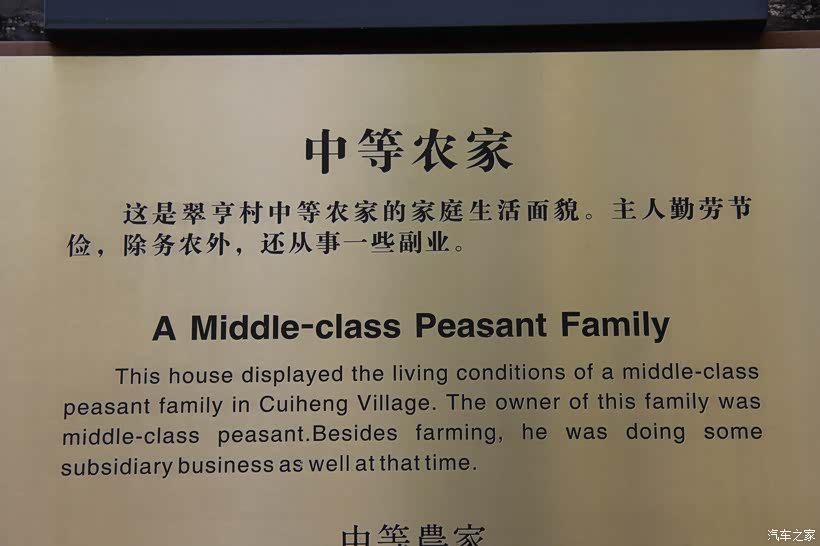 中等农家
这是翠亨村中等农家的家庭生活面貌。主人勤劳节
俭，除务农外，还从事一些副业。
A Middle-class Peasant Family
This house displayed the living conditions of a middle-class
peasant family in Cuiheng Village. The owner of this family was
middle-class peasant.Besides farming, he was doing some
subsidiary business as well at that time.
中等農家
汽车之家